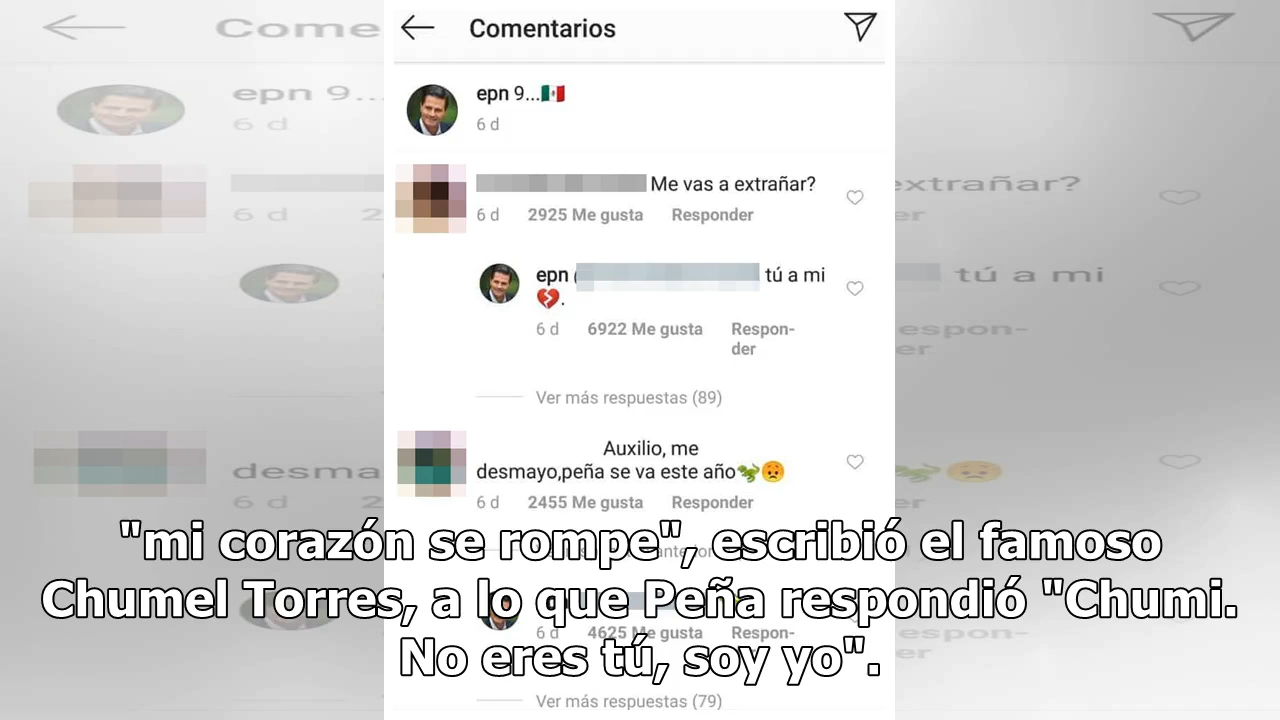 Comentarios
epn 9...🇲🇽
6 d
Me vas a extrañar?
6 d 2925 Me gusta Responder
epn tú a mi
💔.
6 d 6922 Me gusta Respon-
der
Ver más respuestas (89)
Auxilio, me
desmayo,peña se va este año🦎😟
6 d 2455 Me gusta Responder
"mi corazón se rompe", escribió el famoso
Chumel Torres, a lo que Peña respondió "Chumi.
No eres tú, soy yo".
6 d 4625 Me gusta Respon-
Ver más respuestas (79)